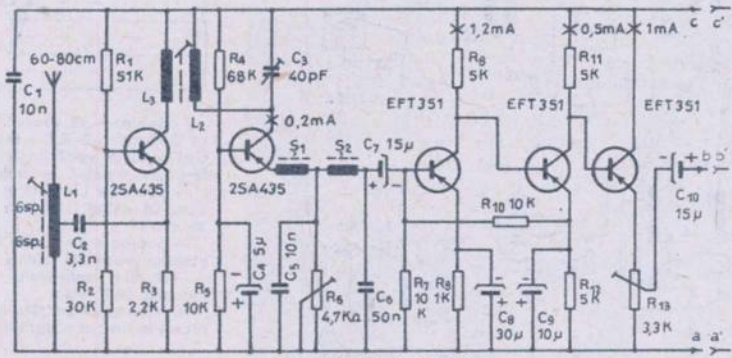 C1
10n
60-80cm
L1
6sp.
6sp.
C2
3,3n
R1
51K
R2
30K
2SA435
R3
2,2K
L3
L2
R4
68K
R5
10K
C3
40pF
0,2mA
2SA435
C4 5µ
S1
S2
C5 10n
R6
4,7KΩ
C7 15µ
+ -
C6
50n
R7
10
K
EFT351
1,2mA
R8
5K
R9
1K
C8
30µ
C9
10µ
R10 10K
EFT351
0,5mA
R11
5K
R12
5K
1mA
EFT351
R13
3,3K
C10
15µ
c c'
b b'
a a'